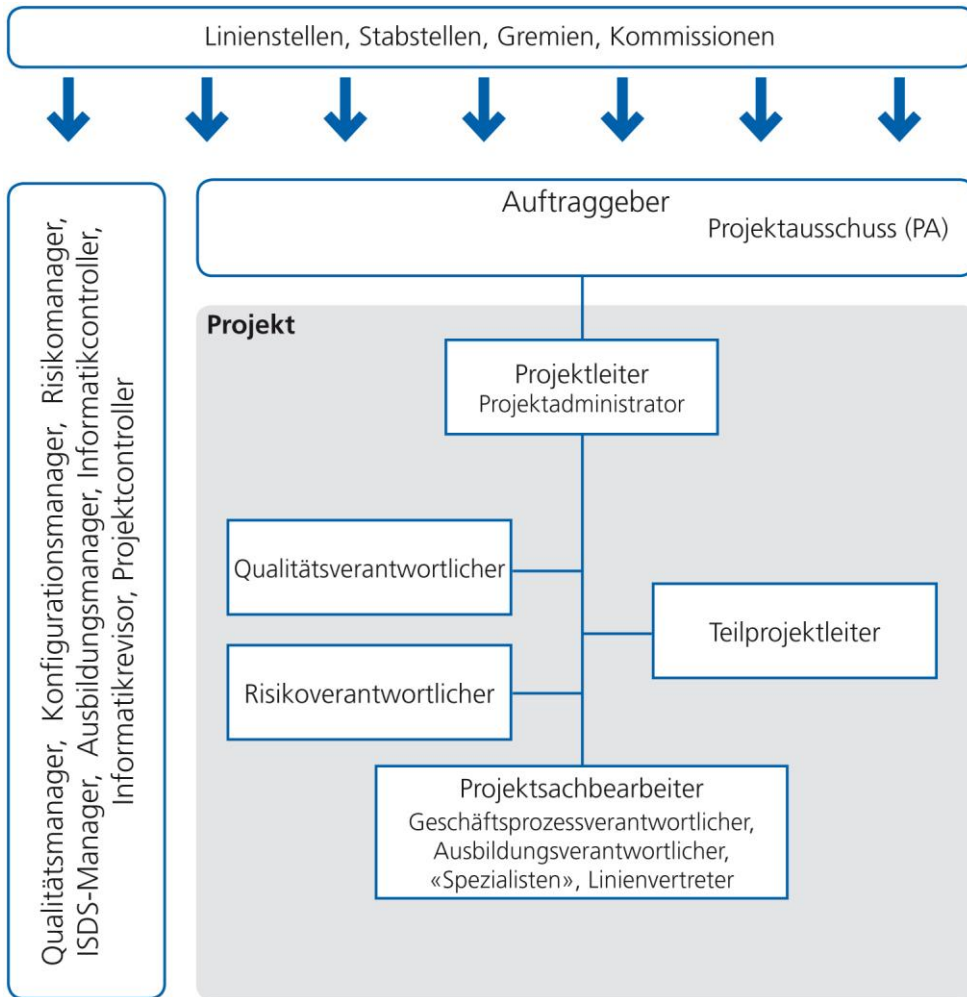 Linienstellen, Stabstellen, Gremien, Kommissionen
Qualitätsmanager, Konfigurationsmanager, Risikomanager,
ISDS-Manager, Ausbildungsmanager, Informatikcontroller,
Informatikrevisor, Projektcontroller
Auftraggeber
Projektausschuss (PA)
Projekt
Projektleiter
Projektadministrator
Qualitätsverantwortlicher
Teilprojektleiter
Risikoverantwortlicher
Projektsachbearbeiter
Geschäftsprozessverantwortlicher,
Ausbildungsverantwortlicher,
«Spezialisten», Linienvertreter